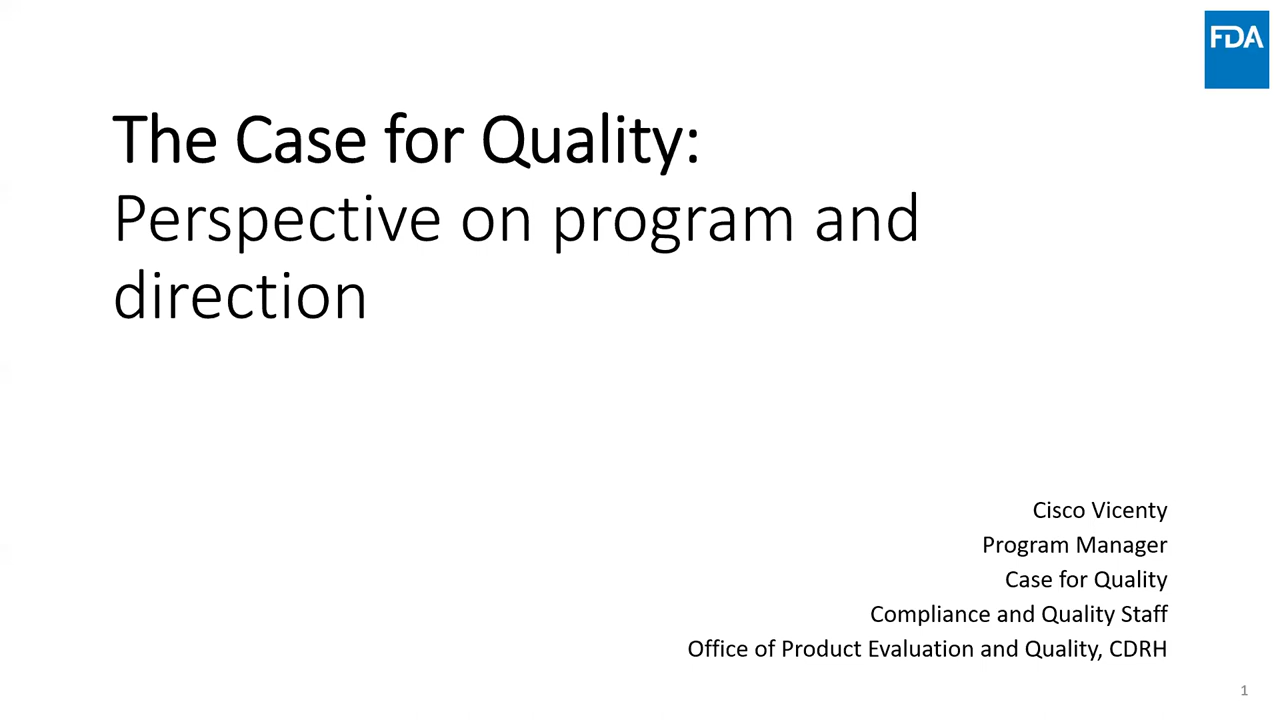 FDA
The Case for Quality:
Perspective on program and
direction
Cisco Vicenty
Program Manager
Case for Quality
Compliance and Quality Staff
Office of Product Evaluation and Quality, CDRH
1